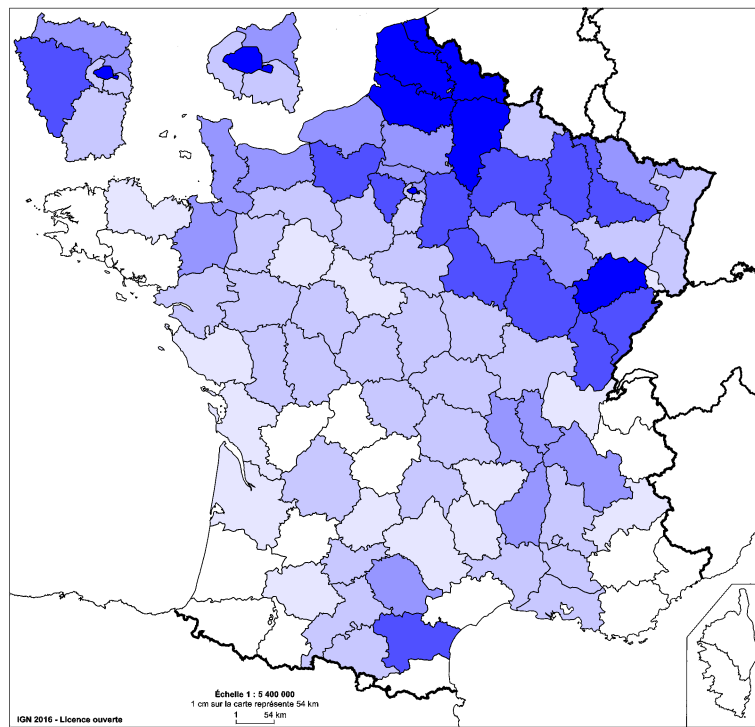 Échelle 1 : 5 400 000
1 cm sur la carte représente 54 km
1 54 km
IGN 2016 - Licence ouverte